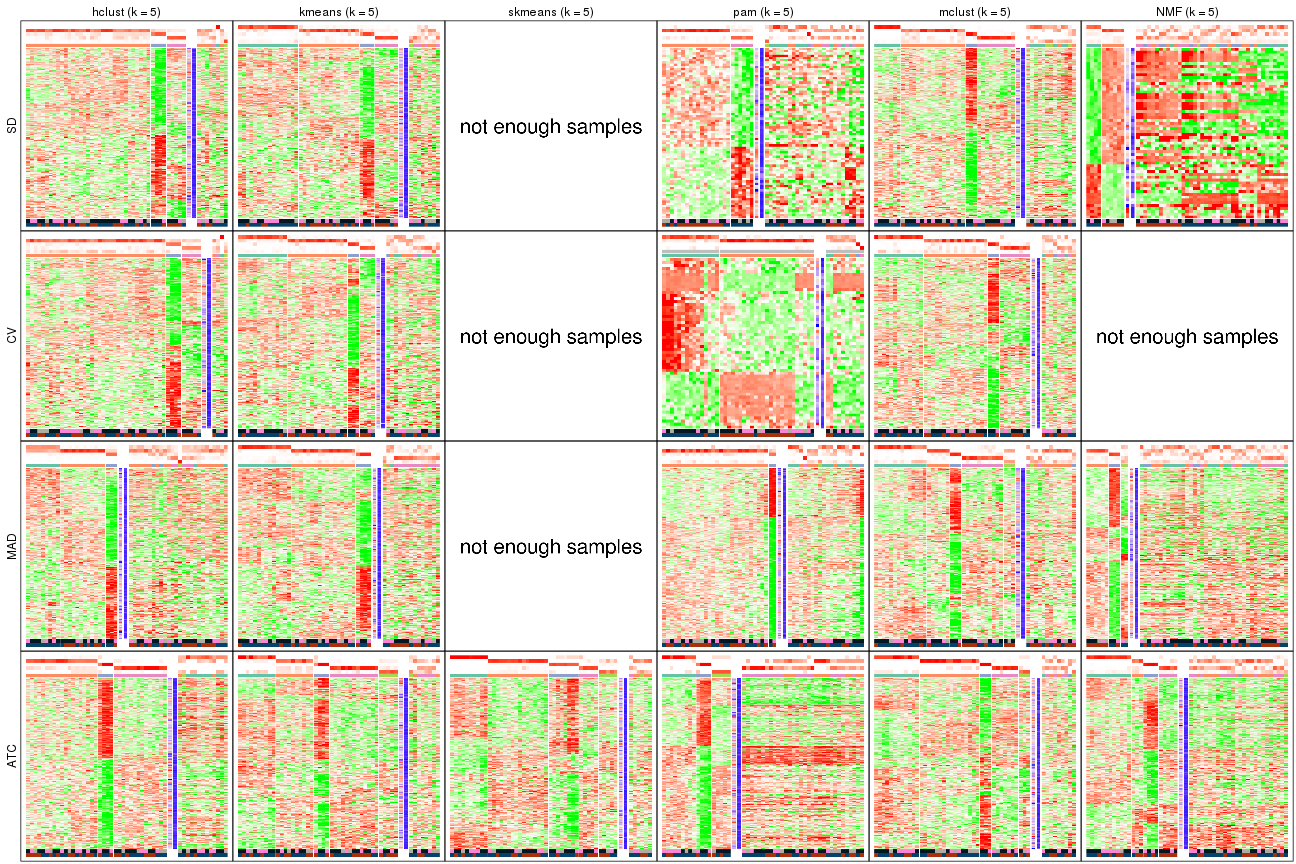 hclust (k = 5) kmeans (k = 5) skmeans (k = 5) pam (k = 5) mclust (k = 5) NMF (k = 5)
SD
not enough samples
CV
not enough samples
not enough samples
MAD
not enough samples
ATC